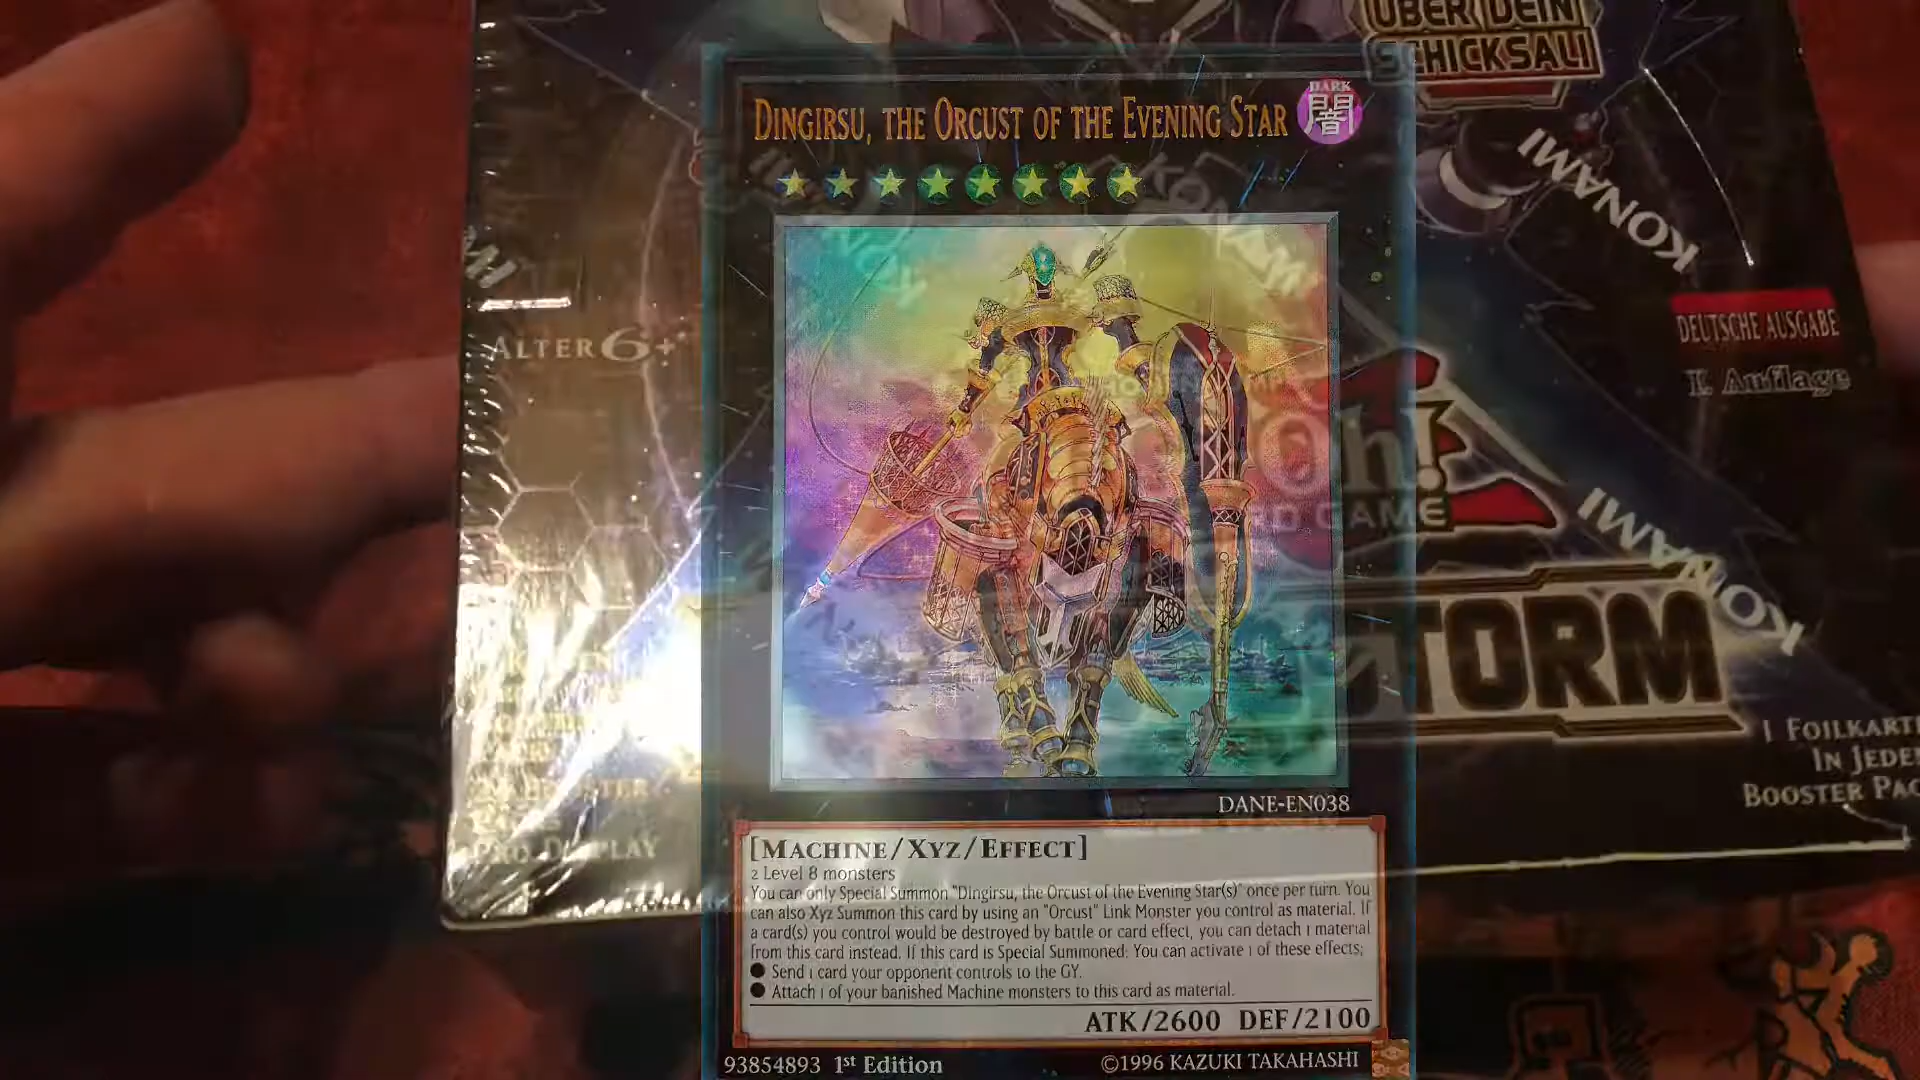 ÜBER DEIN
SCHICKSAL!
DARK
闇
DINGIRSU, THE ORCUST OF THE EVENING STAR
KONAMI
KONAMI
ALTER 6+
DEUTSCHE AUSGABE
1. Auflage
Oh!
CARD GAME
KONAMI
STORM
1 FOILKARTE
IN JEDEM
BOOSTER PACK
DISPLAY
DANE-EN038
[MACHINE/XYZ/EFFECT]
2 Level 8 monsters
You can only Special Summon "Dingirsu, the Orcust of the Evening Star(s)" once per turn. You
can also Xyz Summon this card by using an "Orcust" Link Monster you control as material. If
a card(s) you control would be destroyed by battle or card effect, you can detach 1 material
from this card instead. If this card is Special Summoned: You can activate 1 of these effects;
● Send 1 card your opponent controls to the GY.
● Attach 1 of your banished Machine monsters to this card as material.
ATK/2600 DEF/2100
93854893 1st Edition
©1996 KAZUKI TAKAHASHI